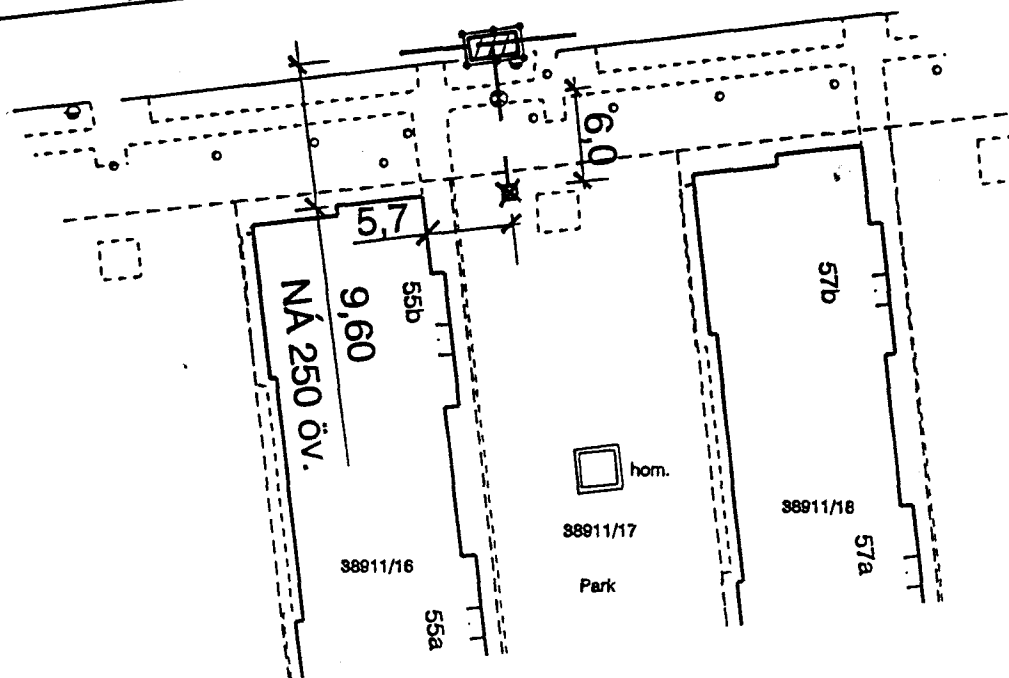 6,0
5,7
9,60
NÁ 250 öv.
55b
57b
hom.
38911/17
38911/18
Park
38911/16
57a
55a